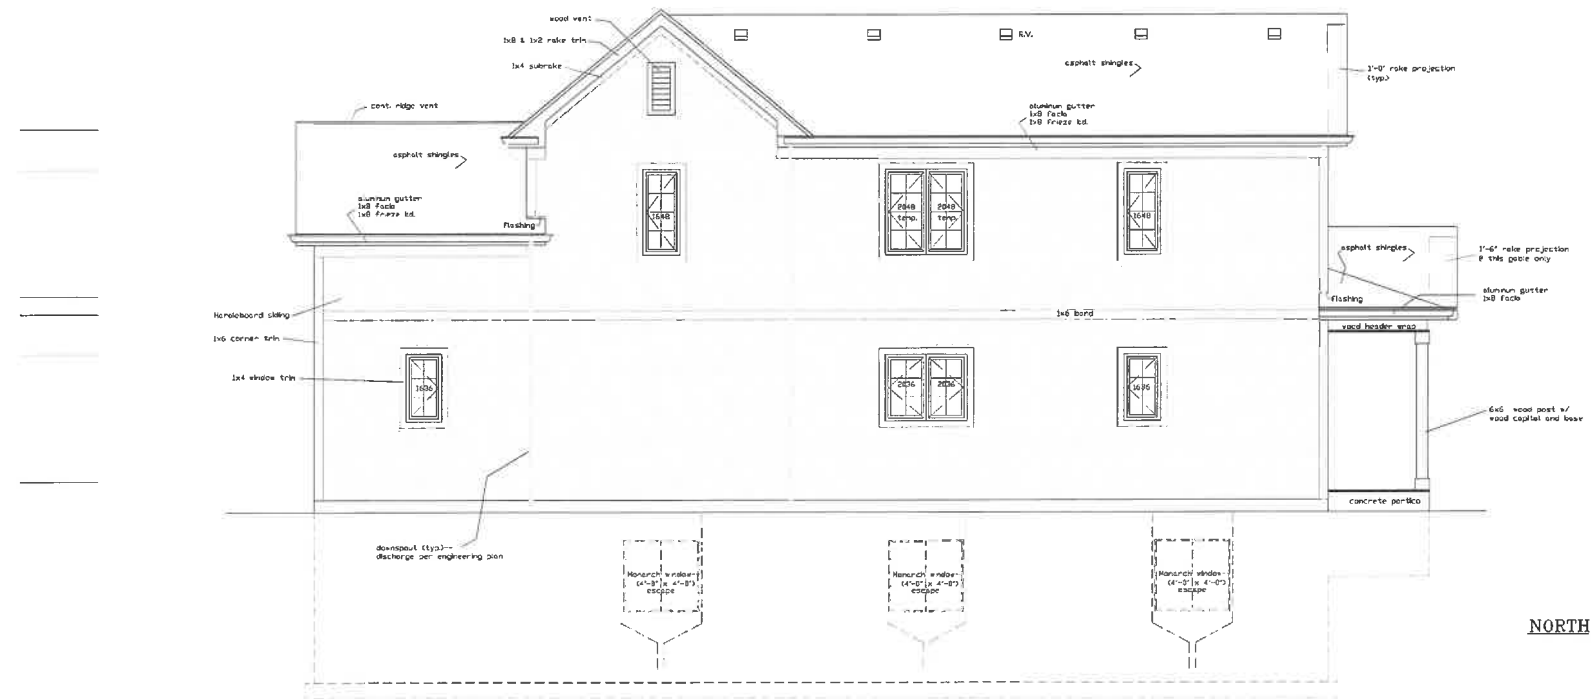 wood vent
1x8 & 1x2 rake trim
1x4 subrake
R.V.
asphalt shingles
1'-0" rake projection
(typ.)
cont. ridge vent
aluminum gutter
1x8 facia
1x8 frieze bd.
asphalt shingles
aluminum gutter
1x8 facia
1x8 frieze bd.
flashing
1648
2048
temp.
2048
temp.
1648
asphalt shingles
1'-6" rake projection
@ this gable only
aluminum gutter
1x8 facia
flashing
Hardieboard siding
1x8 band
wood header wrap
1x6 corner trim
1x4 window trim
1636
2036
2036
1636
6x6 wood post w/
wood capital and base
concrete portico
downspout (typ.)-
discharge per engineering plan
Monarch window-
(4'-0" x 4'-0")
escape
Monarch window-
(4'-0" x 4'-0")
escape
Monarch window-
(4'-0" x 4'-0")
escape
NORTH